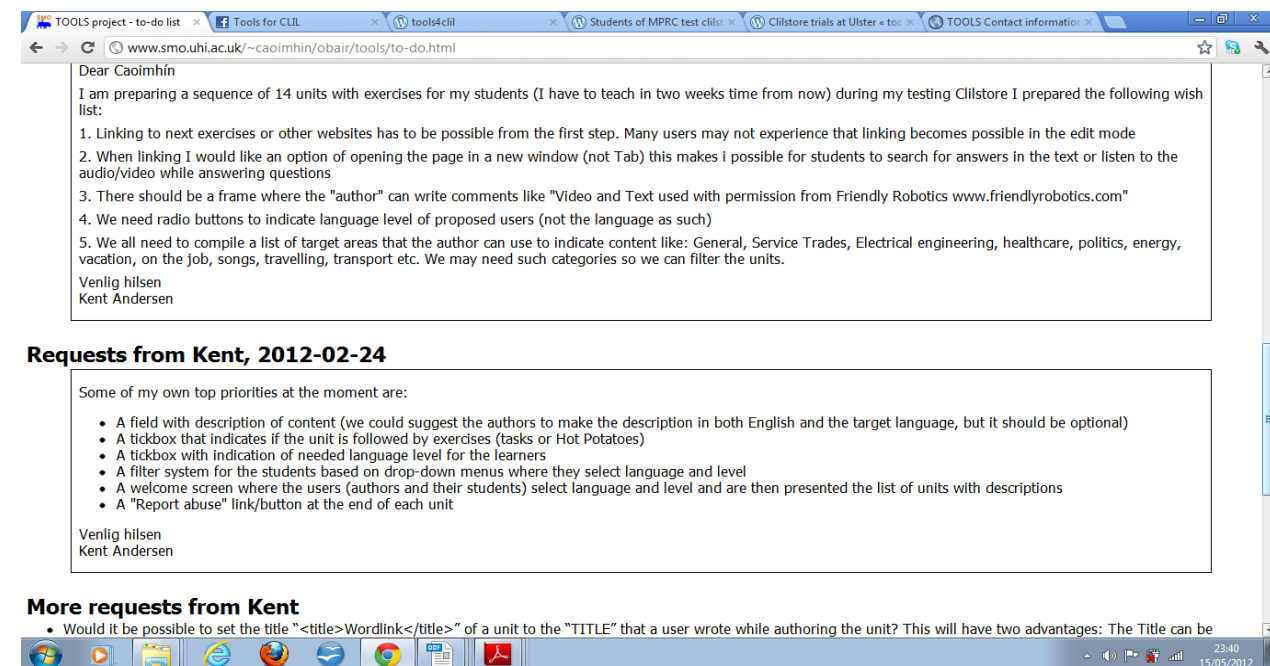 TOOLS project - to-do list
Tools for CLIL
tools4clil
Students of MPRC test clilst
Clilstore trials at Ulster « too
TOOLS Contact information
www.smo.uhi.ac.uk/~caoimhin/obair/tools/to-do.html
Dear Caoimhín
I am preparing a sequence of 14 units with exercises for my students (I have to teach in two weeks time from now) during my testing Clilstore I prepared the following wish
list:
1. Linking to next exercises or other websites has to be possible from the first step. Many users may not experience that linking becomes possible in the edit mode
2. When linking I would like an option of opening the page in a new window (not Tab) this makes i possible for students to search for answers in the text or listen to the
audio/video while answering questions
3. There should be a frame where the "author" can write comments like "Video and Text used with permission from Friendly Robotics www.friendlyrobotics.com"
4. We need radio buttons to indicate language level of proposed users (not the language as such)
5. We all need to compile a list of target areas that the author can use to indicate content like: General, Service Trades, Electrical engineering, healthcare, politics, energy,
vacation, on the job, songs, travelling, transport etc. We may need such categories so we can filter the units.
Venlig hilsen
Kent Andersen
Requests from Kent, 2012-02-24
Some of my own top priorities at the moment are:
• A field with description of content (we could suggest the authors to make the description in both English and the target language, but it should be optional)
• A tickbox that indicates if the unit is followed by exercises (tasks or Hot Potatoes)
• A tickbox with indication of needed language level for the learners
• A filter system for the students based on drop-down menus where they select language and level
• A welcome screen where the users (authors and their students) select language and level and are then presented the list of units with descriptions
• A "Report abuse" link/button at the end of each unit
Venlig hilsen
Kent Andersen
More requests from Kent
• Would it be possible to set the title “<title>Wordlink</title>” of a unit to the “TITLE” that a user wrote while authoring the unit? This will have two advantages: The Title can be
23:40
15/05/2012